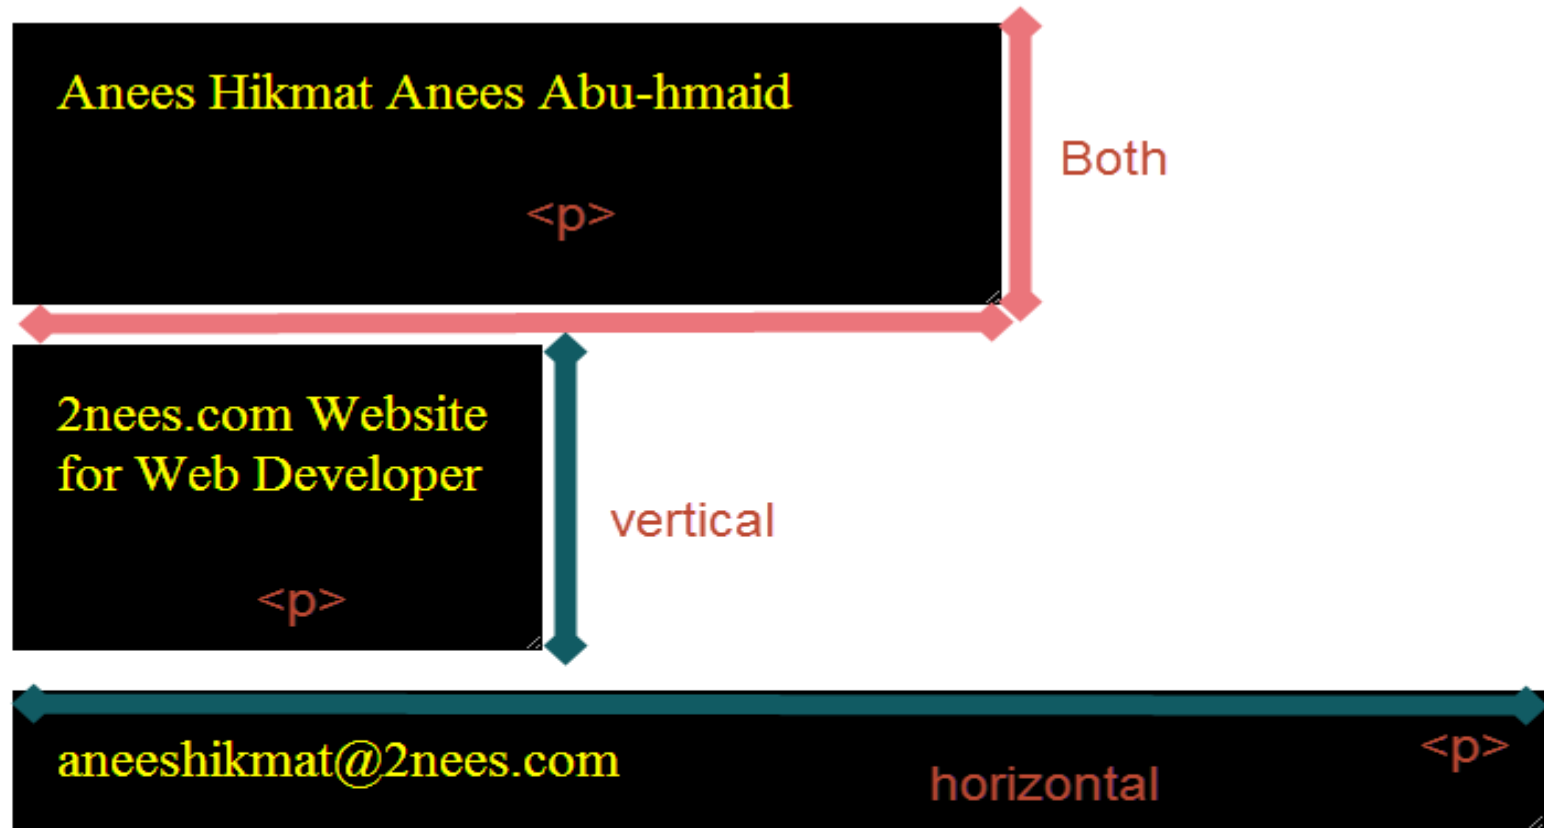 Anees Hikmat Anees Abu-hmaid
Both
<p>
2nees.com Website
for Web Developer
vertical
<p>
<p>
aneeshikmat@2nees.com
horizontal